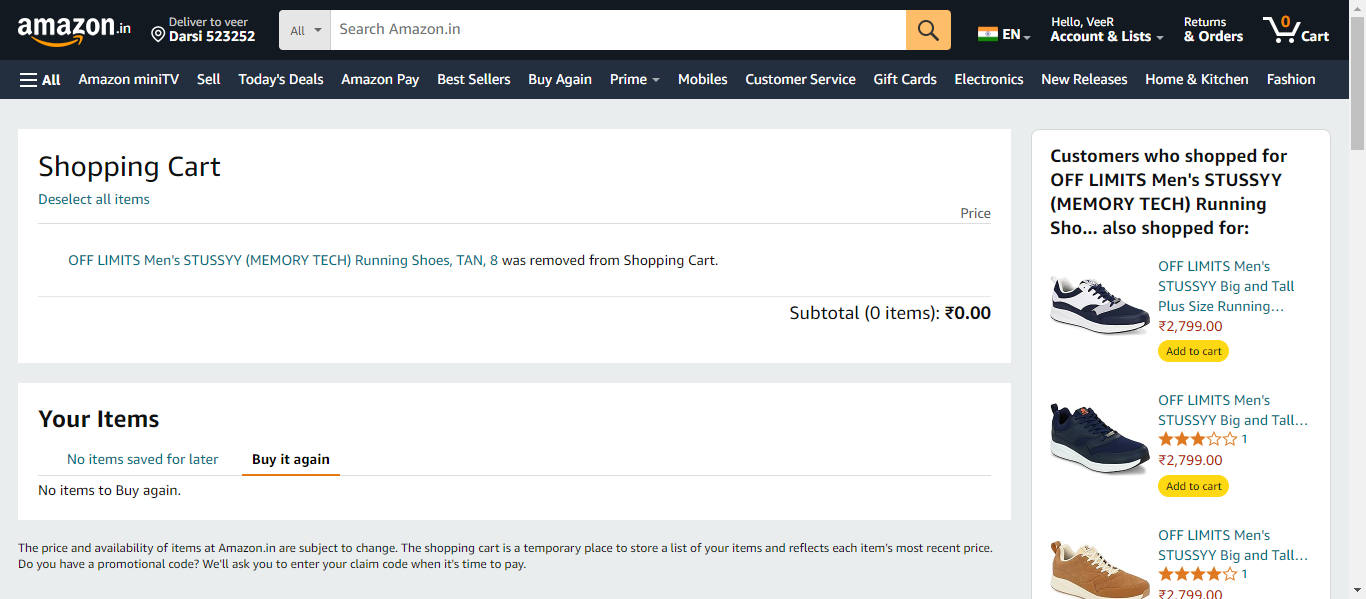 amazon.in
Deliver to veer
Darsi 523252
All
Search Amazon.in
EN
Hello, VeeR
Account & Lists
Returns
& Orders
0
Cart
All
Amazon miniTV
Sell
Today's Deals
Amazon Pay
Best Sellers
Buy Again
Prime
Mobiles
Customer Service
Gift Cards
Electronics
New Releases
Home & Kitchen
Fashion
Shopping Cart
Deselect all items
Price
OFF LIMITS Men's STUSSYY (MEMORY TECH) Running Shoes, TAN, 8 was removed from Shopping Cart.
Subtotal (0 items): ₹0.00
Your Items
No items saved for later
Buy it again
No items to Buy again.
The price and availability of items at Amazon.in are subject to change. The shopping cart is a temporary place to store a list of your items and reflects each item's most recent price.
Do you have a promotional code? We'll ask you to enter your claim code when it's time to pay.
Customers who shopped for
OFF LIMITS Men's STUSSYY
(MEMORY TECH) Running
Sho... also shopped for:
OFF LIMITS Men's
STUSSYY Big and Tall
Plus Size Running…
₹2,799.00
Add to cart
OFF LIMITS Men's
STUSSYY Big and Tall…
1
₹2,799.00
Add to cart
OFF LIMITS Men's
STUSSYY Big and Tall…
1
₹2,799.00